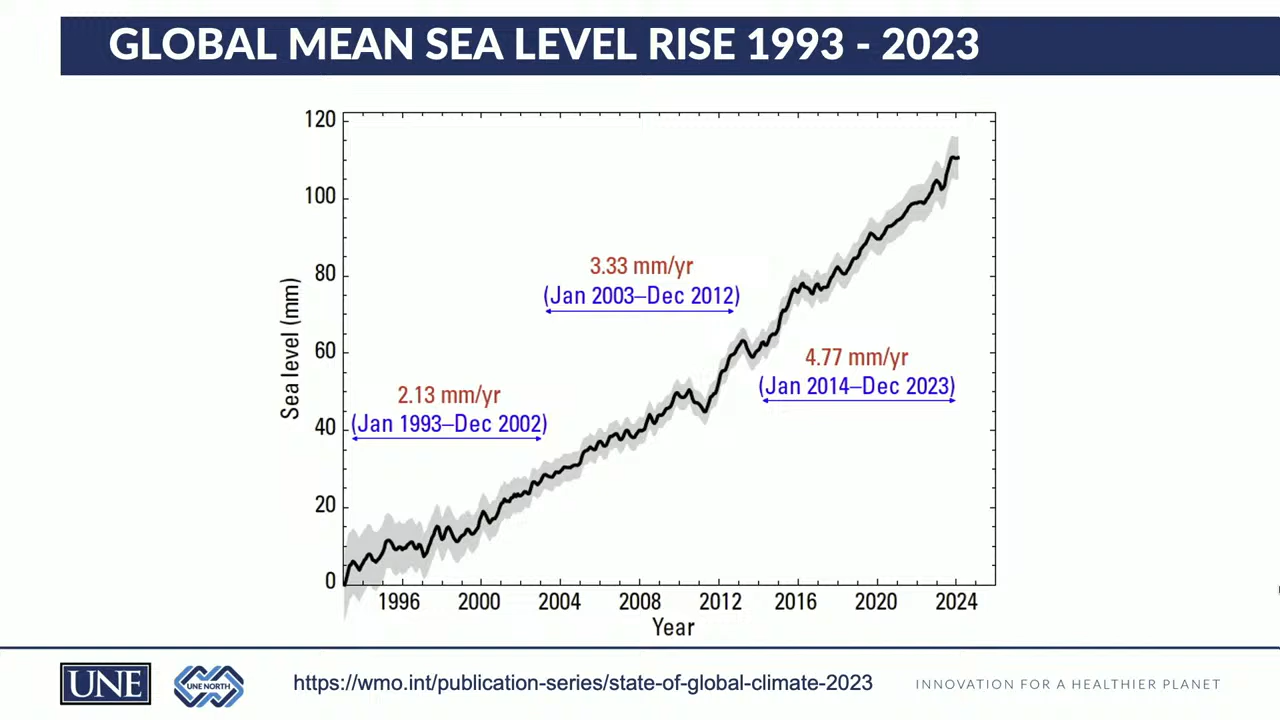 GLOBAL MEAN SEA LEVEL RISE 1993 - 2023
120
100
80
60
40
20
0
Sea level (mm)
3.33 mm/yr
(Jan 2003–Dec 2012)
4.77 mm/yr
(Jan 2014–Dec 2023)
2.13 mm/yr
(Jan 1993–Dec 2002)
1996 2000 2004 2008 2012 2016 2020 2024
Year
UNE
UNE NORTH
https://wmo.int/publication-series/state-of-global-climate-2023
INNOVATION FOR A HEALTHIER PLANET